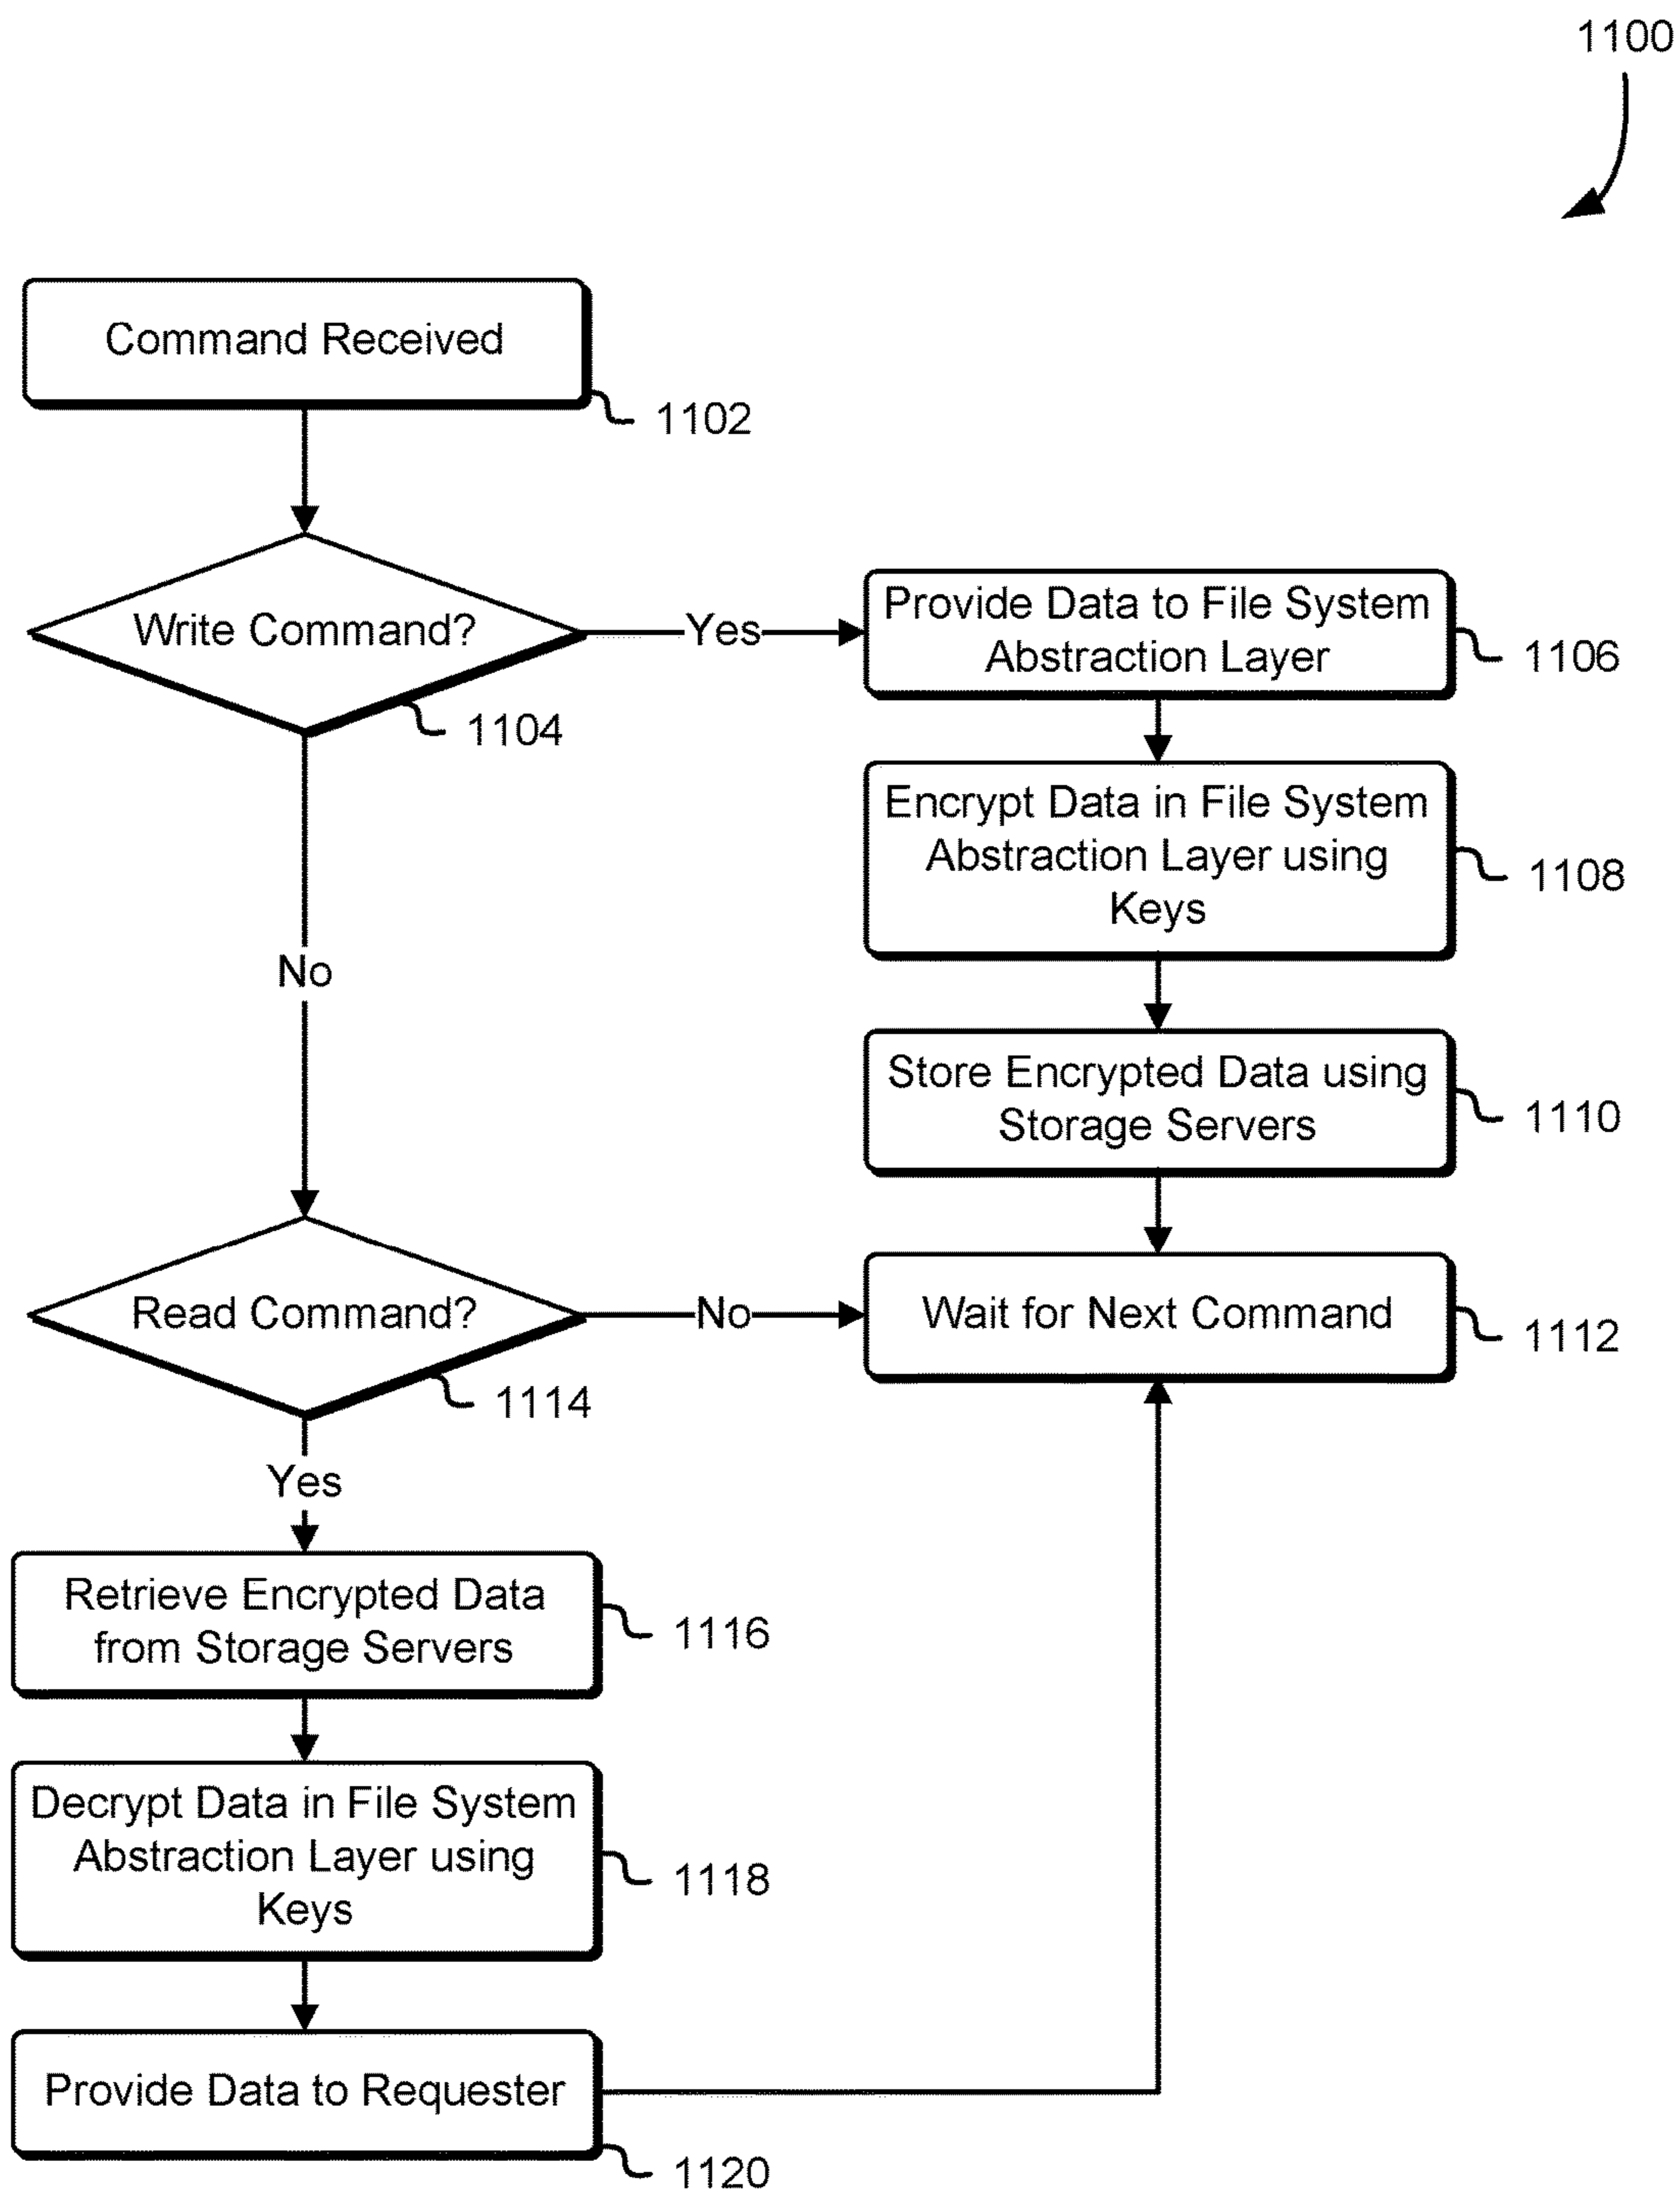 1100
Command Received
1102
Write Command?
1104
Yes
Provide Data to File System
Abstraction Layer
1106
Encrypt Data in File System
Abstraction Layer using
Keys
1108
No
Store Encrypted Data using
Storage Servers
1110
Read Command?
1114
No
Wait for Next Command
1112
Yes
Retrieve Encrypted Data
from Storage Servers
1116
Decrypt Data in File System
Abstraction Layer using
Keys
1118
Provide Data to Requester
1120